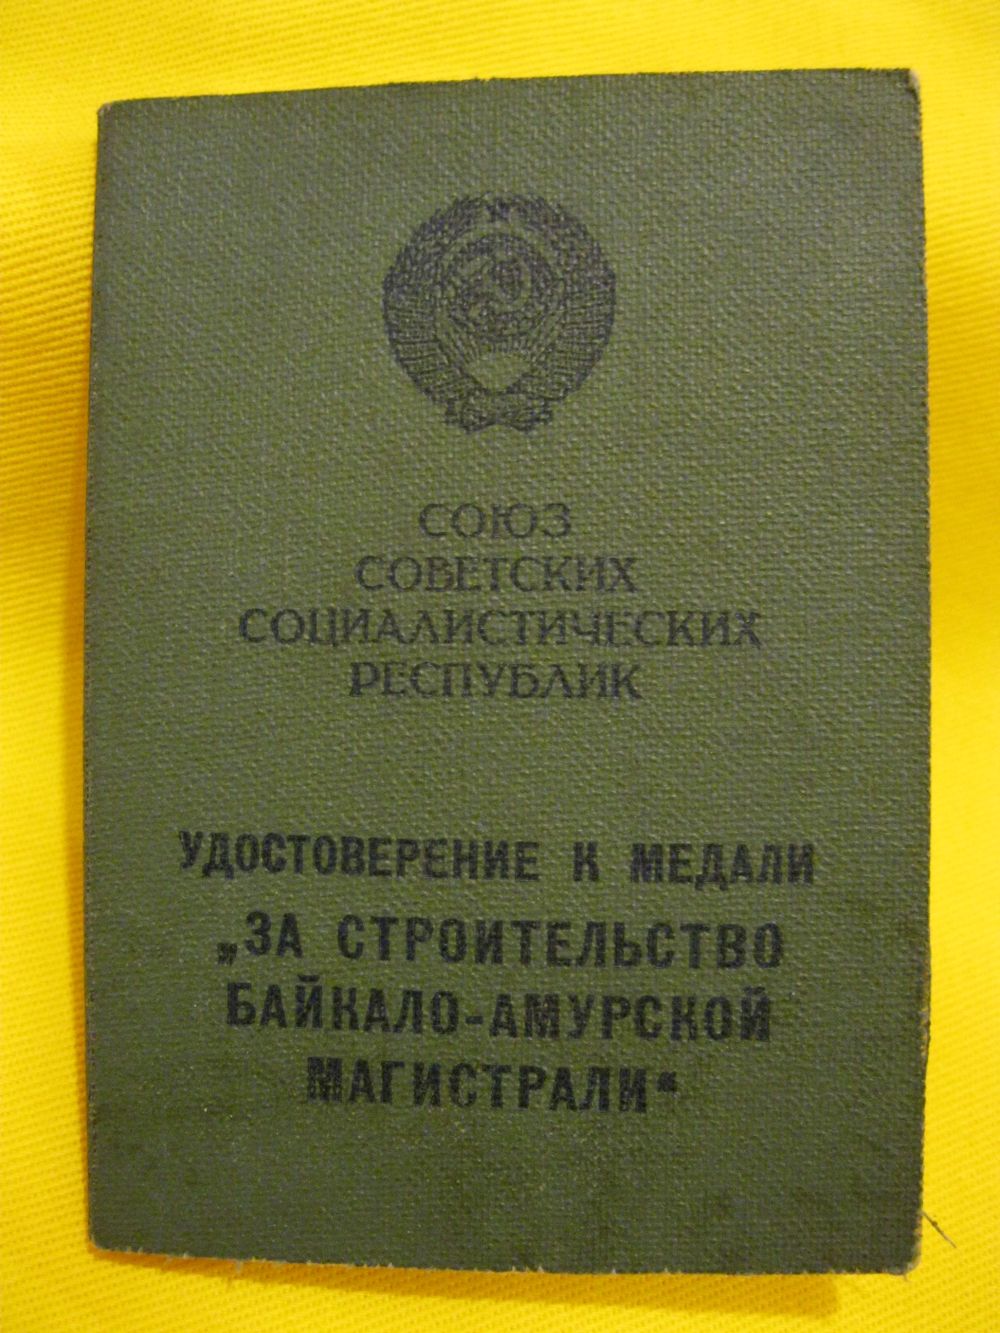 СОЮЗ
СОВЕТСКИХ
СОЦИАЛИСТИЧЕСКИХ
РЕСПУБЛИК
УДОСТОВЕРЕНИЕ К МЕДАЛИ
„ЗА СТРОИТЕЛЬСТВО
БАЙКАЛО-АМУРСКОЙ
МАГИСТРАЛИ“